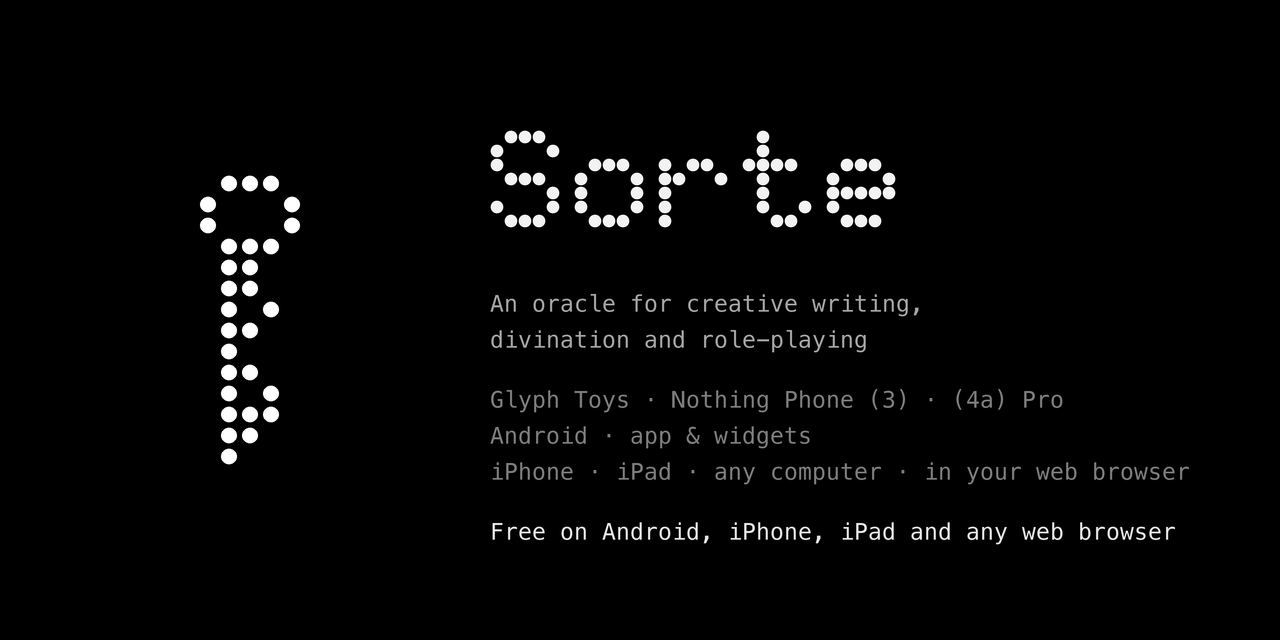 Sorte
An oracle for creative writing,
divination and role–playing
Glyph Toys · Nothing Phone (3) · (4a) Pro
Android · app & widgets
iPhone · iPad · any computer · in your web browser
Free on Android, iPhone, iPad and any web browser